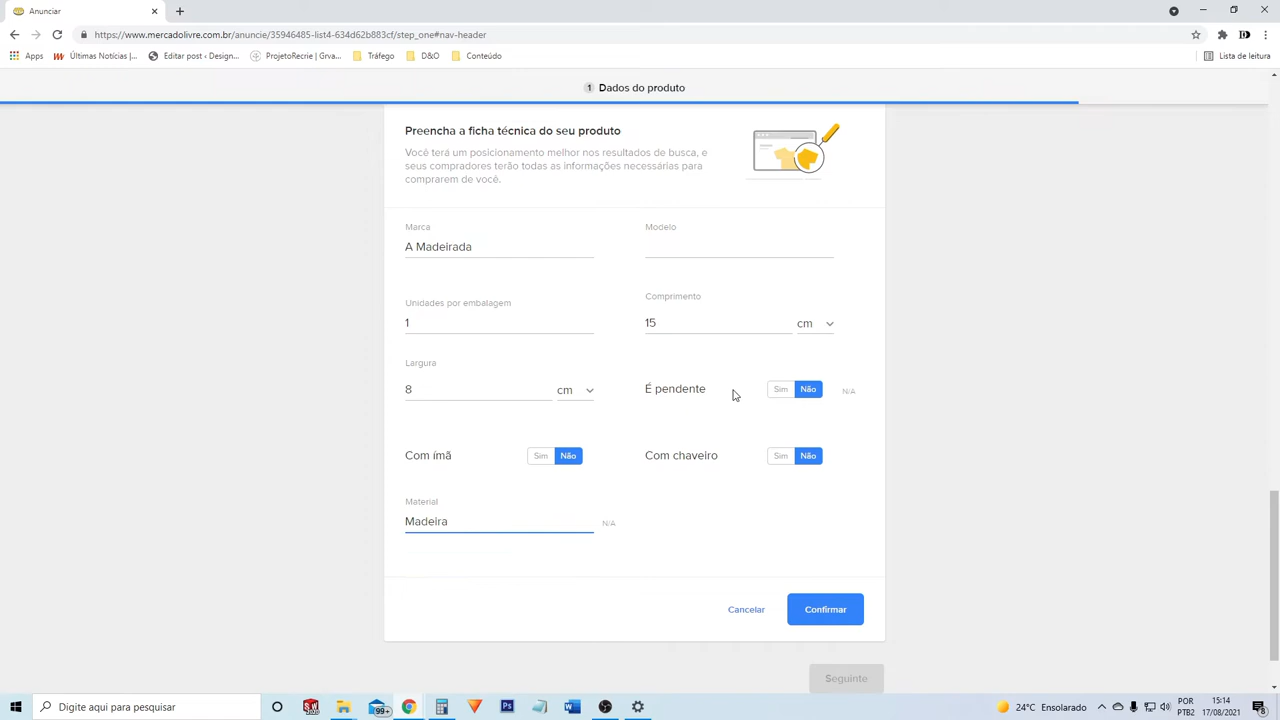 Anunciar
https://www.mercadolivre.com.br/anuncie/35946485-list4-634d62b883cf/step_one#nav-header
Apps
Últimas Notícias |...
Editar post ‹ Design...
ProjetoRecrie | Grva...
Tráfego
D&O
Conteúdo
Lista de leitura
1 Dados do produto
Preencha a ficha técnica do seu produto
Você terá um posicionamento melhor nos resultados de busca, e
seus compradores terão todas as informações necessárias para
comprarem de você.
Marca
A Madeirada
Modelo
Unidades por embalagem
1
Comprimento
15 cm
Largura
8 cm
É pendente
Sim Não
N/A
Com ímã
Sim Não
Com chaveiro
Sim Não
Material
Madeira
N/A
Cancelar
Confirmar
Seguinte
Digite aqui para pesquisar
99+
Ps
24°C Ensolarado
POR
PTB2
15:14
17/08/2021